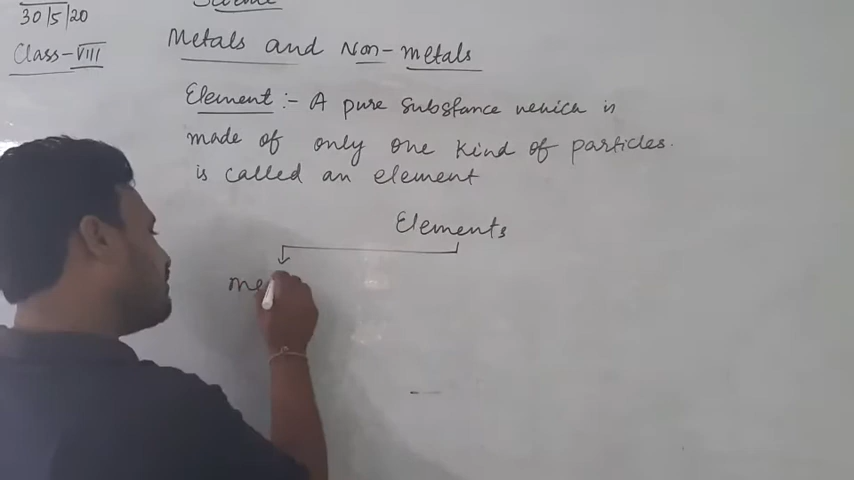 30/5/20
Class-VIII
Metals and Non-metals
Element :- A pure substance which is
made of only one kind of particles.
is called an element
Elements
me